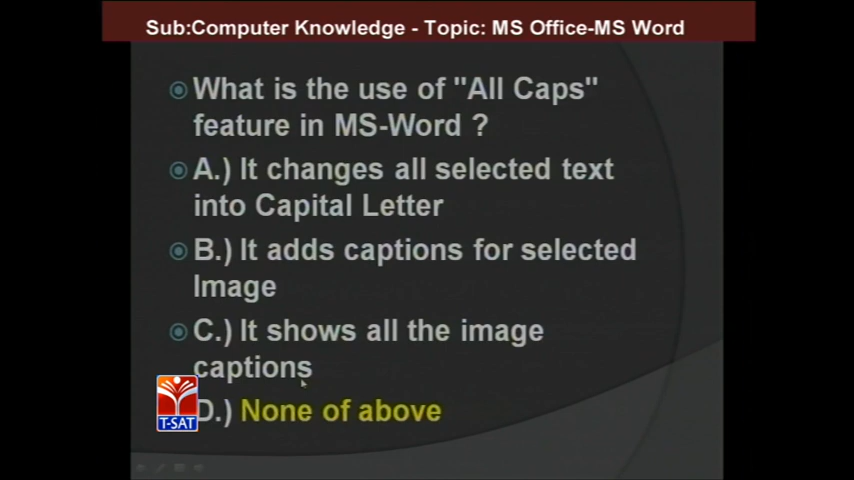 Sub:Computer Knowledge - Topic: MS Office-MS Word
What is the use of "All Caps"
feature in MS-Word ?
A.) It changes all selected text
into Capital Letter
B.) It adds captions for selected
Image
C.) It shows all the image
captions
D.) None of above
T-SAT